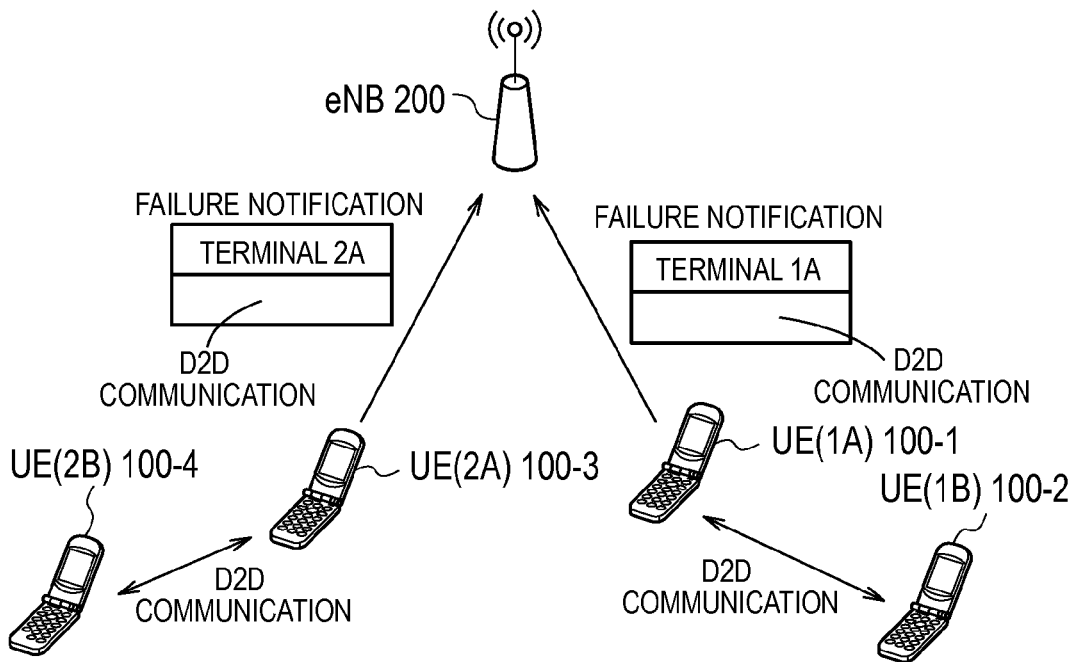 eNB 200
FAILURE NOTIFICATION
TERMINAL 2A
D2D
COMMUNICATION
FAILURE NOTIFICATION
TERMINAL 1A
D2D
COMMUNICATION
UE(2B) 100-4
UE(2A) 100-3
UE(1A) 100-1
UE(1B) 100-2
D2D
COMMUNICATION
D2D
COMMUNICATION